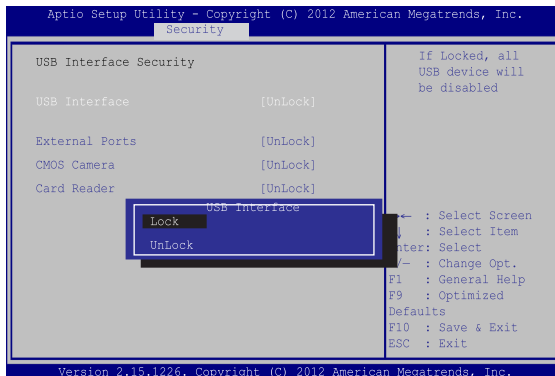 Aptio Setup Utility - Copyright (C) 2012 American Megatrends, Inc.
Security
USB Interface Security
USB Interface [UnLock]
External Ports [UnLock]
CMOS Camera [UnLock]
Card Reader [UnLock]
USB Interface
Lock
UnLock
If Locked, all
USB device will
be disabled
← : Select Screen
↓ : Select Item
nter: Select
/— : Change Opt.
F1 : General Help
F9 : Optimized
Defaults
F10 : Save & Exit
ESC : Exit
Version 2.15.1226. Copyright (C) 2012 American Megatrends, Inc.